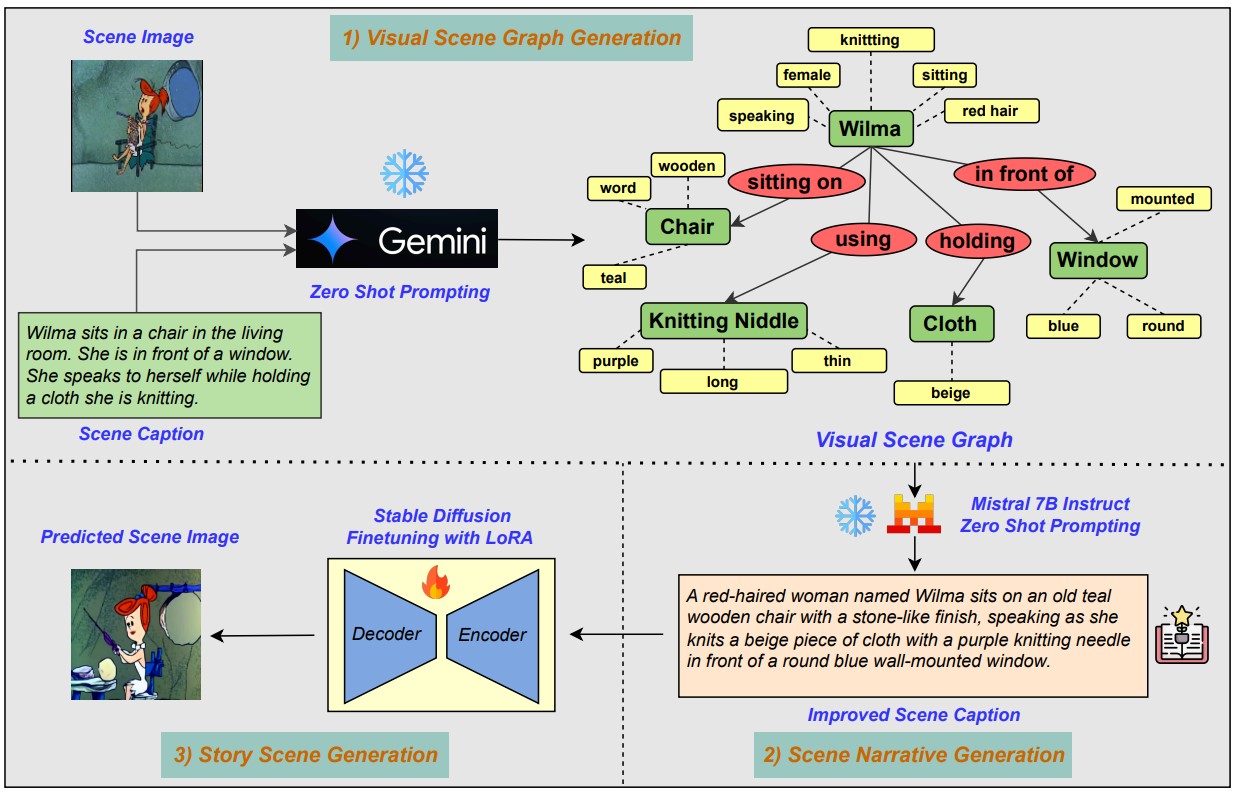 Scene Image
1) Visual Scene Graph Generation
knittting
female
sitting
speaking
red hair
Wilma
wooden
word
sitting on
in front of
mounted
Chair
using
holding
Gemini
Window
teal
Zero Shot Prompting
Knitting Niddle
Cloth
blue
round
purple
long
thin
beige
Wilma sits in a chair in the living
room. She is in front of a window.
She speaks to herself while holding
a cloth she is knitting.
Scene Caption
Visual Scene Graph
Mistral 7B Instruct
Zero Shot Prompting
A red-haired woman named Wilma sits on an old teal
wooden chair with a stone-like finish, speaking as she
knits a beige piece of cloth with a purple knitting needle
in front of a round blue wall-mounted window.
Improved Scene Caption
2) Scene Narrative Generation
Stable Diffusion
Finetuning with LoRA
Decoder
Encoder
Predicted Scene Image
3) Story Scene Generation